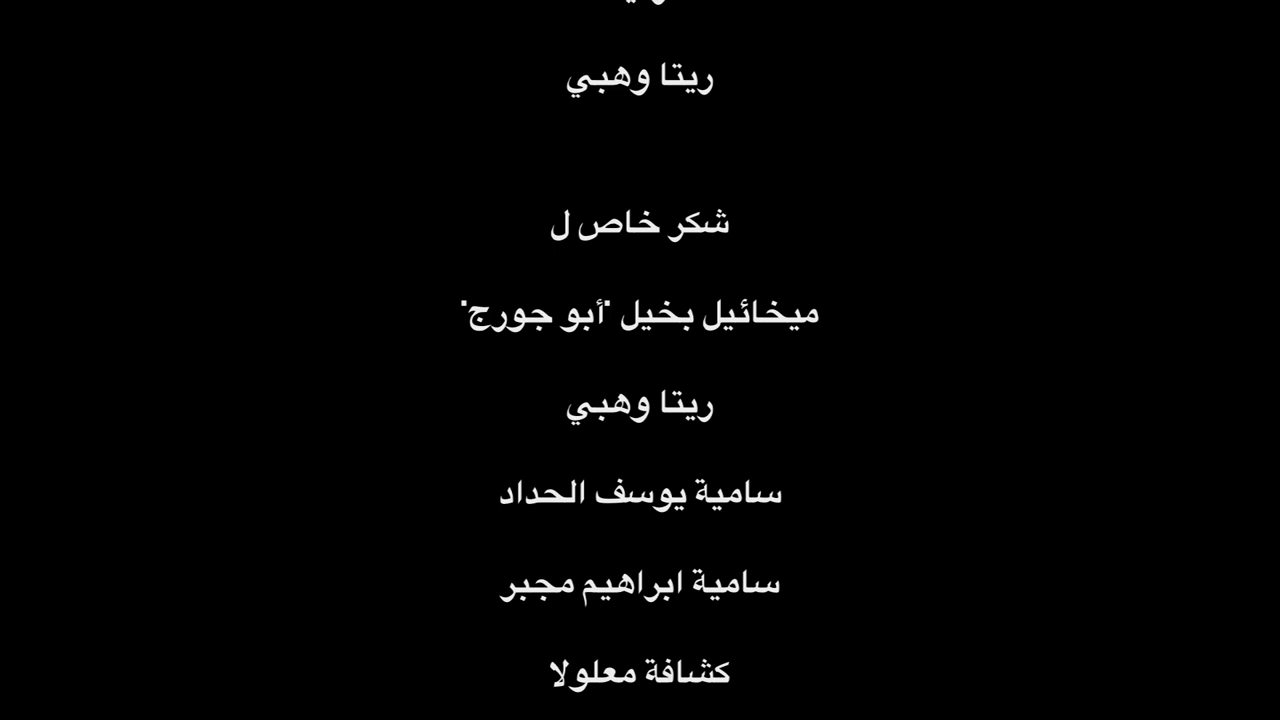 ريتا وهبي
شكر خاص ل
ميخائيل بخيل "أبو جورج"
ريتا وهبي
سامية يوسف الحداد
سامية ابراهيم مجبر
كشافة معلولا